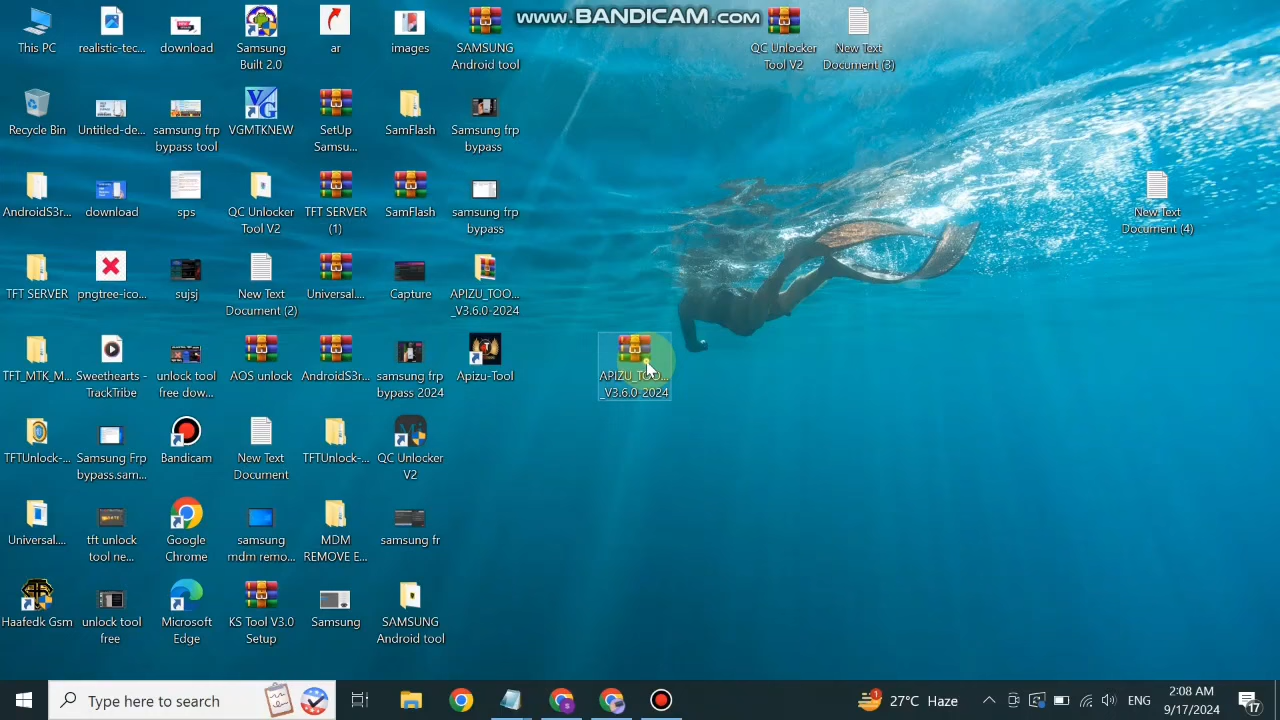 www.BANDICAM.com
This PC
realistic-tec...
download
Samsung
Built 2.0
ar
images
SAMSUNG
Android tool
QC Unlocker
Tool V2
New Text
Document (3)
Recycle Bin
Untitled-de...
samsung frp
bypass tool
VGMTKNEW
SetUp
Samsu...
SamFlash
Samsung frp
bypass
AndroidS3r...
download
sps
QC Unlocker
Tool V2
TFT SERVER
(1)
SamFlash
samsung frp
bypass
New Text
Document (4)
TFT SERVER
pngtree-ico...
sujsj
New Text
Document (2)
Universal....
Capture
APIZU_TOO...
_V3.6.0-2024
TFT_MTK_M...
Sweethearts -
TrackTribe
unlock tool
free dow...
AOS unlock
AndroidS3r...
samsung frp
bypass 2024
Apizu-Tool
APIZU_TOO...
_V3.6.0-2024
TFTUnlock-...
Samsung Frp
bypass.sam...
Bandicam
New Text
Document
TFTUnlock-...
QC Unlocker
V2
Universal....
tft unlock
tool ne...
Google
Chrome
samsung
mdm remo...
MDM
REMOVE E...
samsung fr
Haafedk Gsm
unlock tool
free
Microsoft
Edge
KS Tool V3.0
Setup
Samsung
SAMSUNG
Android tool
Type here to search
1
27°C Haze
ENG
2:08 AM
9/17/2024
17